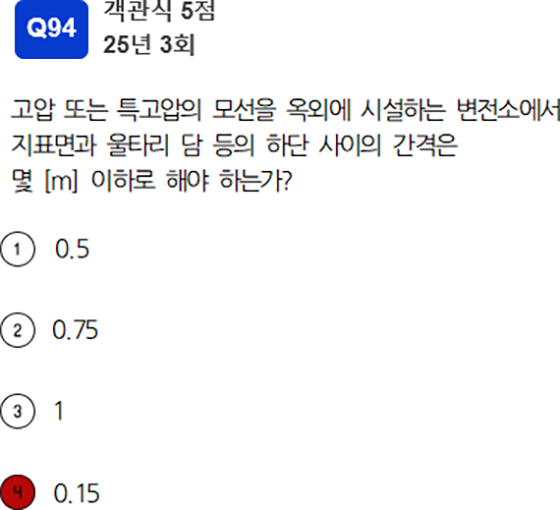 Q94
객관식 5점
25년 3회
고압 또는 특고압의 모선을 옥외에 시설하는 변전소에서
지표면과 울타리 담 등의 하단 사이의 간격은
몇 [m] 이하로 해야 하는가?
1 0.5
2 0.75
3 1
4 0.15